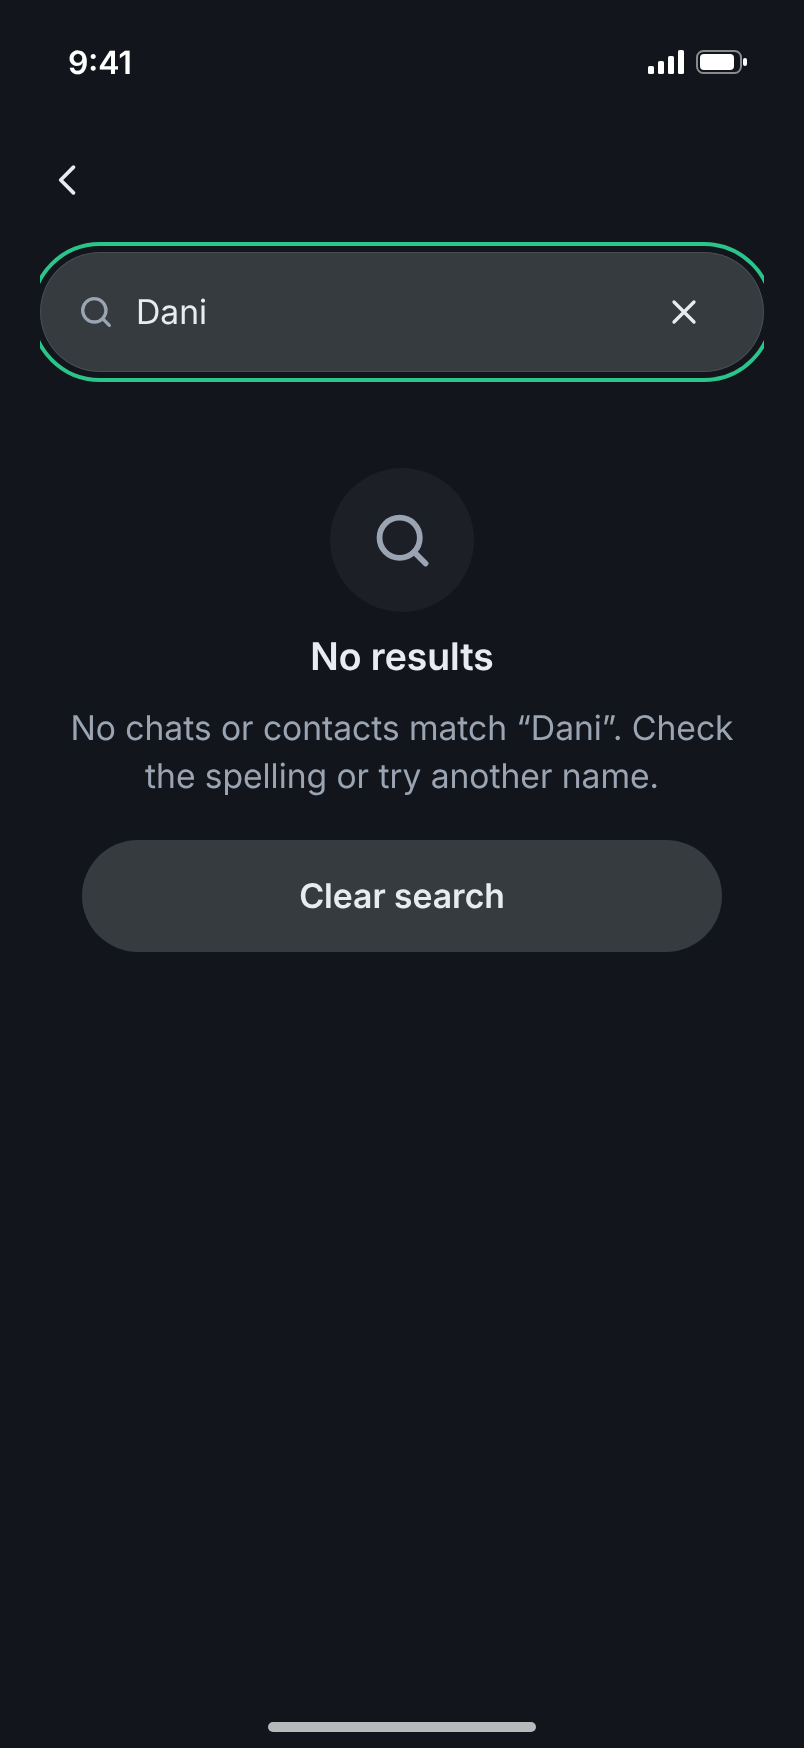 9:41
Dani
No results
No chats or contacts match “Dani”. Check
the spelling or try another name.
Clear search